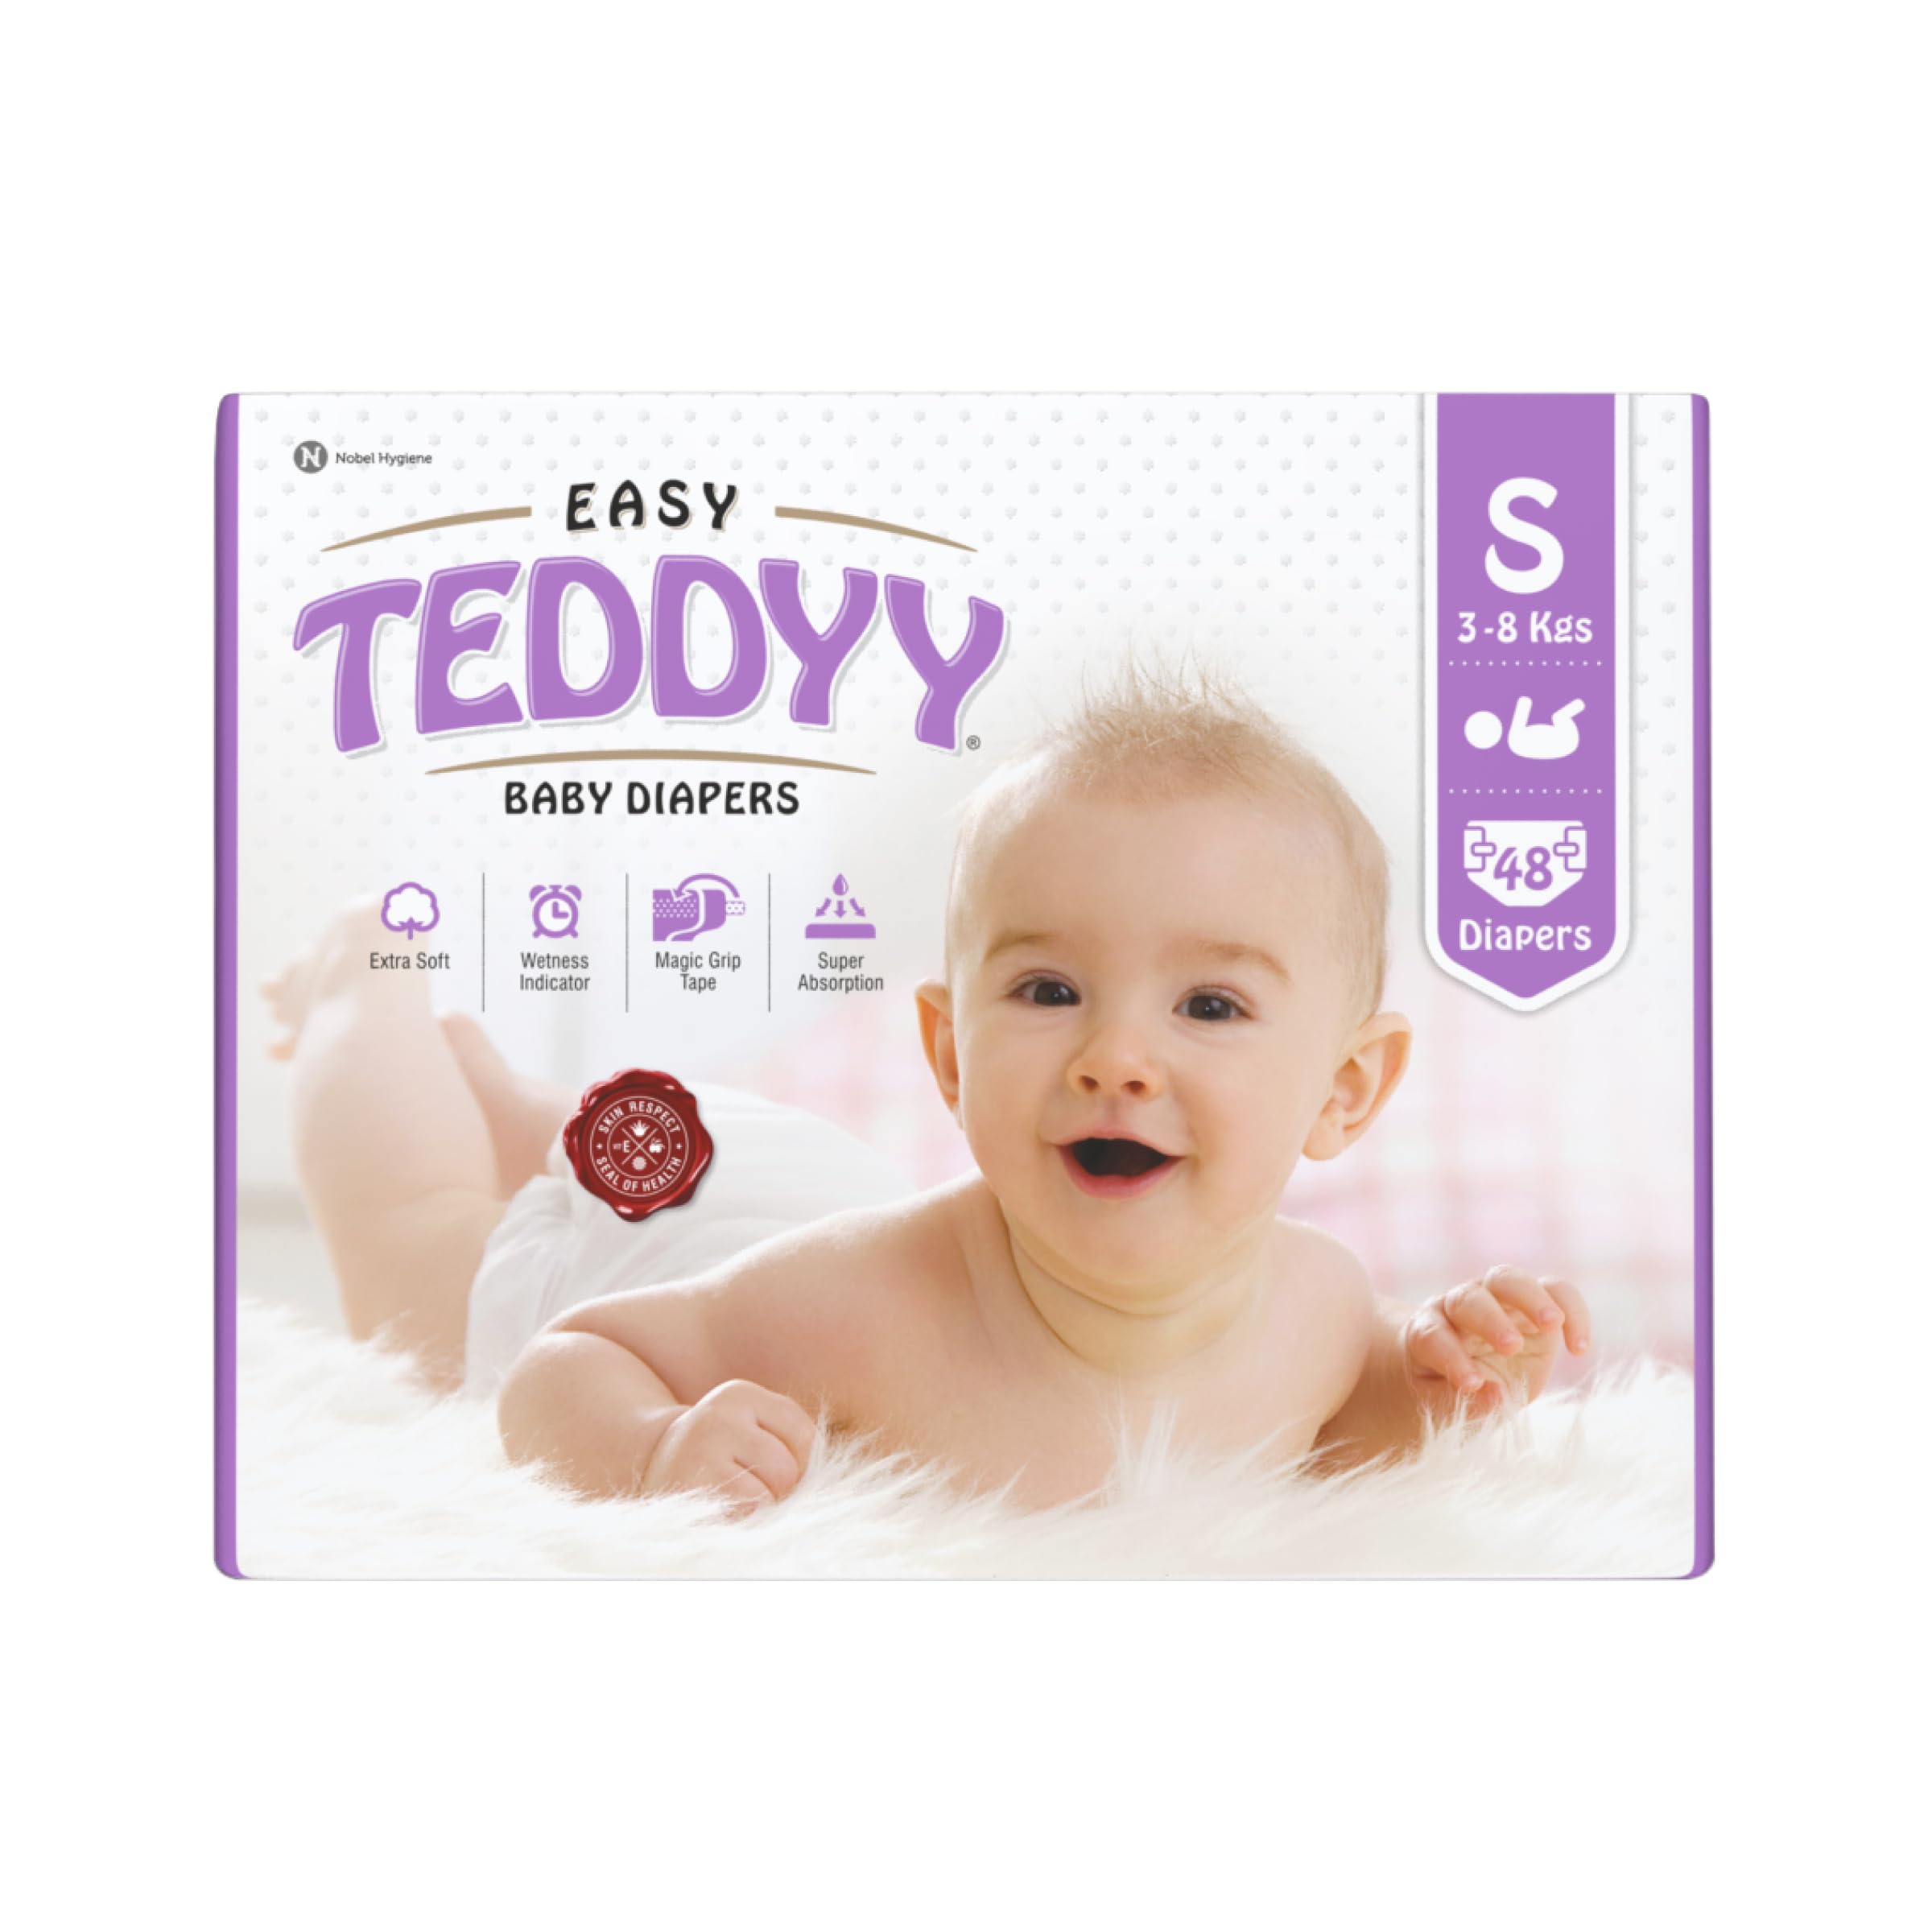 N Nobel Hygiene
EASY
TEDDYY®
BABY DIAPERS
Extra Soft
Wetness
Indicator
Magic Grip
Tape
Super
Absorption
SKIN RESPECT
E
SEAL OF HEALTH
S
3-8 Kgs
48
Diapers